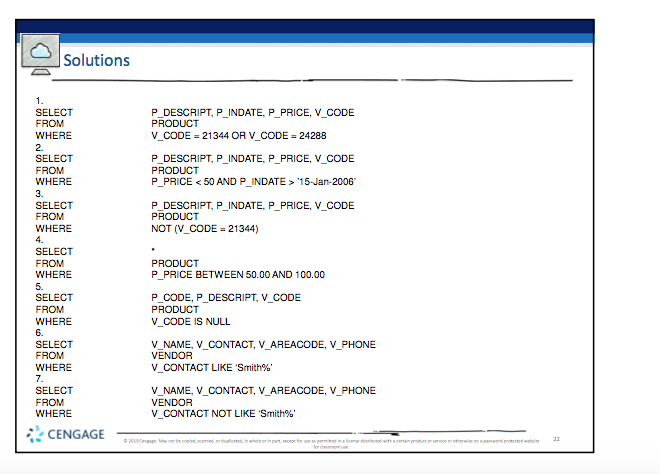 Solutions
1.
SELECT P_DESCRIPT, P_INDATE, P_PRICE, V_CODE
FROM PRODUCT
WHERE V_CODE = 21344 OR V_CODE = 24288
2.
SELECT P_DESCRIPT, P_INDATE, P_PRICE, V_CODE
FROM PRODUCT
WHERE P_PRICE < 50 AND P_INDATE > '15-Jan-2006'
3.
SELECT P_DESCRIPT, P_INDATE, P_PRICE, V_CODE
FROM PRODUCT
WHERE NOT (V_CODE = 21344)
4.
SELECT *
FROM PRODUCT
WHERE P_PRICE BETWEEN 50.00 AND 100.00
5.
SELECT P_CODE, P_DESCRIPT, V_CODE
FROM PRODUCT
WHERE V_CODE IS NULL
6.
SELECT V_NAME, V_CONTACT, V_AREACODE, V_PHONE
FROM VENDOR
WHERE V_CONTACT LIKE 'Smith%'
7.
SELECT V_NAME, V_CONTACT, V_AREACODE, V_PHONE
FROM VENDOR
WHERE V_CONTACT NOT LIKE 'Smith%'
CENGAGE
© 2019 Cengage. May not be copied, scanned, or duplicated, in whole or in part, except for use as permitted in a license distributed with a certain product or service or otherwise on a password-protected website
for classroom use.
22